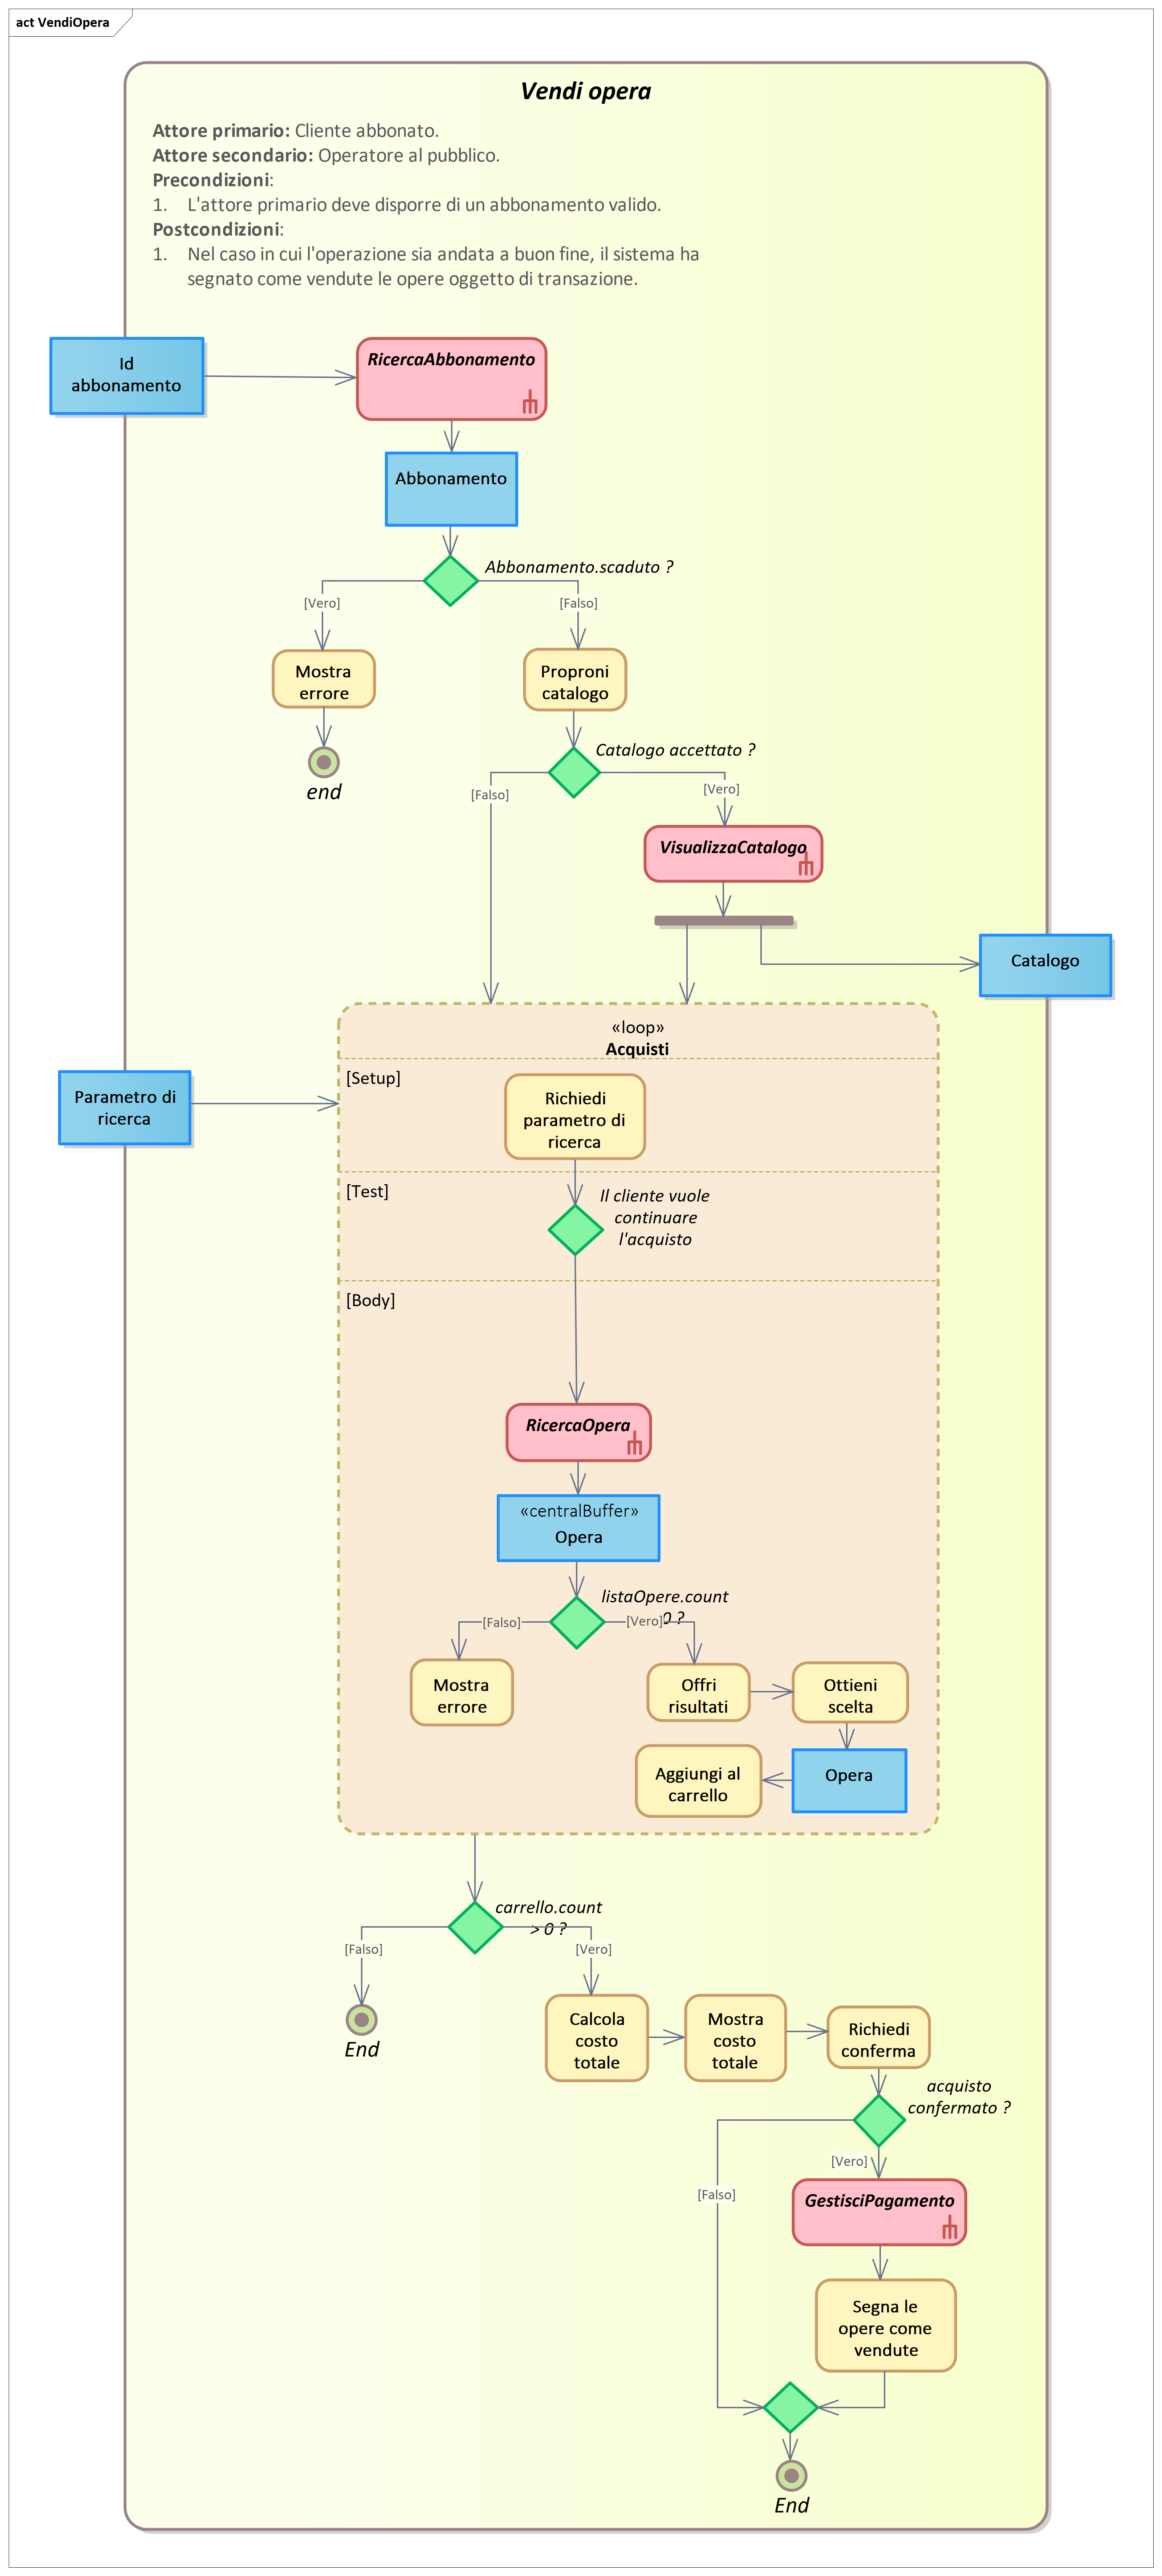 act VendiOpera
Vendi opera
Attore primario: Cliente abbonato.
Attore secondario: Operatore al pubblico.
Precondizioni:
1. L'attore primario deve disporre di un abbonamento valido.
Postcondizioni:
1. Nel caso in cui l'operazione sia andata a buon fine, il sistema ha
segnato come vendute le opere oggetto di transazione.
Id
abbonamento
RicercaAbbonamento
Abbonamento
Abbonamento.scaduto ?
[Vero]
[Falso]
Mostra
errore
Proproni
catalogo
end
Catalogo accettato ?
[Falso]
[Vero]
VisualizzaCatalogo
Catalogo
«loop»
Acquisti
[Setup]
Parametro di
ricerca
Richiedi
parametro di
ricerca
[Test]
Il cliente vuole
continuare
l'acquisto
[Body]
RicercaOpera
«centralBuffer»
Opera
listaOpere.count
0 ?
[Falso]
[Vero]
Mostra
errore
Offri
risultati
Ottieni
scelta
Aggiungi al
carrello
Opera
carrello.count
> 0 ?
[Falso]
[Vero]
End
Calcola
costo
totale
Mostra
costo
totale
Richiedi
conferma
acquisto
confermato ?
[Vero]
[Falso]
GestisciPagamento
Segna le
opere come
vendute
End